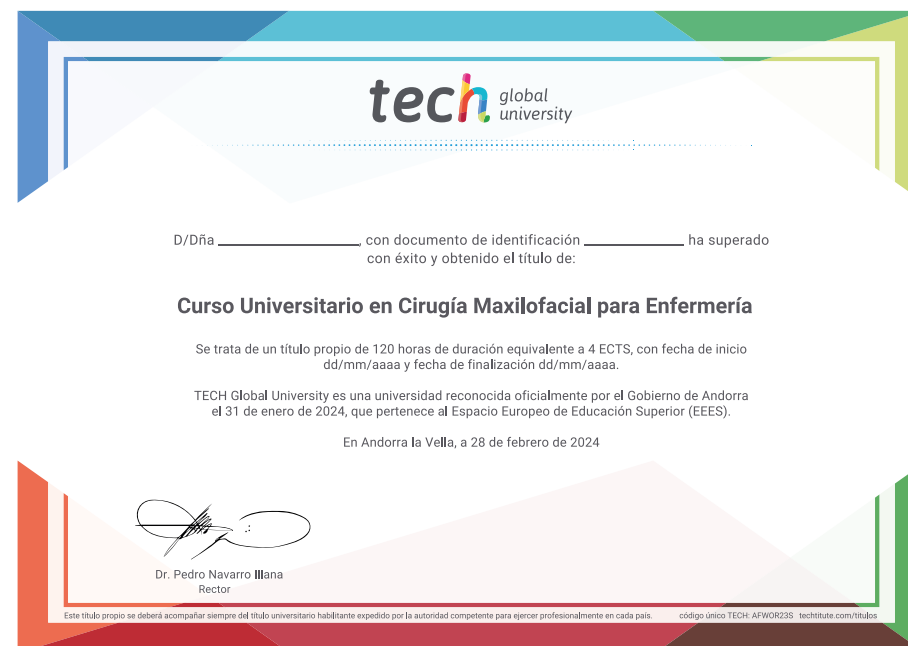 tech global university
D/Dña ____________________, con documento de identificación ______________ ha superado
con éxito y obtenido el título de:
Curso Universitario en Cirugía Maxilofacial para Enfermería
Se trata de un título propio de 120 horas de duración equivalente a 4 ECTS, con fecha de inicio
dd/mm/aaaa y fecha de finalización dd/mm/aaaa.
TECH Global University es una universidad reconocida oficialmente por el Gobierno de Andorra
el 31 de enero de 2024, que pertenece al Espacio Europeo de Educación Superior (EEES).
En Andorra la Vella, a 28 de febrero de 2024
Dr. Pedro Navarro Illana
Rector
Este título propio se deberá acompañar siempre del título universitario habilitante expedido por la autoridad competente para ejercer profesionalmente en cada país. código único TECH: AFWOR23S techtitute.com/títulos